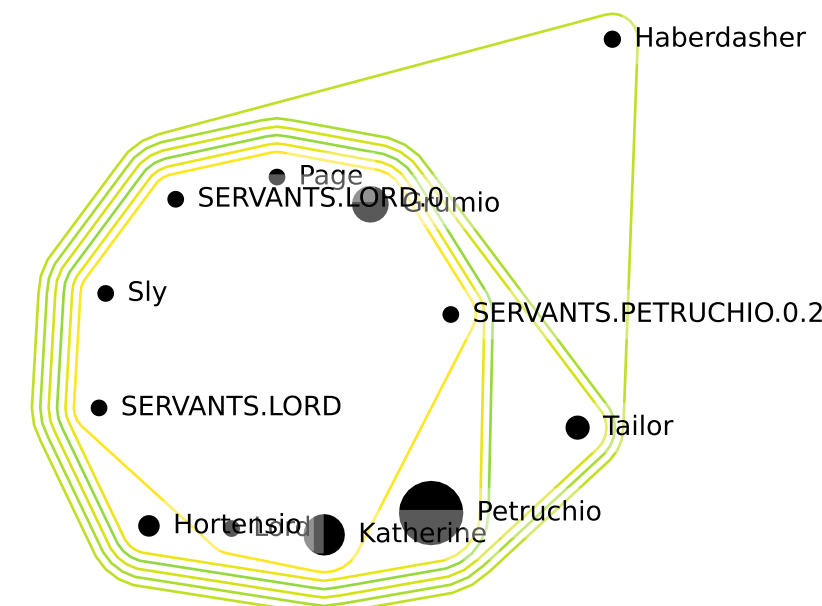 Haberdasher
Page
SERVANTS.LORD.0
Grumio
Sly
SERVANTS.PETRUCHIO.0.2
SERVANTS.LORD
Tailor
Petruchio
Hortensio
Lord
Katherine